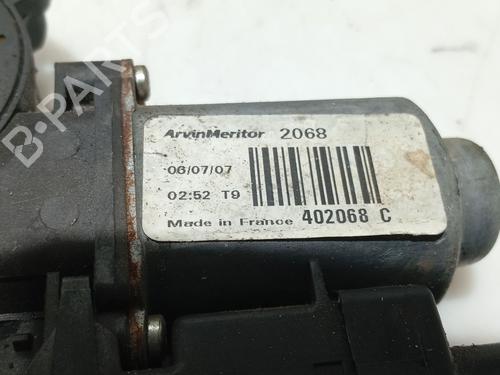 ArvinMeritor 2068
06/07/07
02:52 T9
Made in France 402068 C
B-PARTS